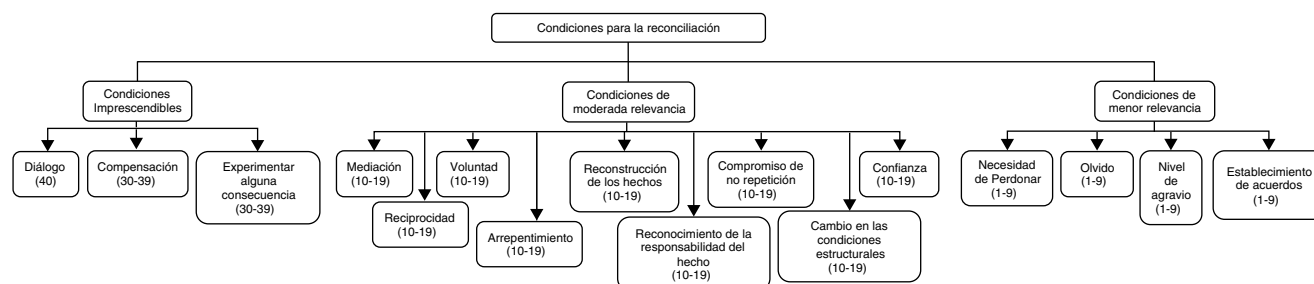 Condiciones para la reconciliación
Condiciones
Imprescendibles
Condiciones de
moderada relevancia
Condiciones de
menor relevancia
Diálogo
(40)
Compensación
(30-39)
Experimentar
alguna
consecuencia
(30-39)
Mediación
(10-19)
Reciprocidad
(10-19)
Voluntad
(10-19)
Arrepentimiento
(10-19)
Reconstrucción
de los hechos
(10-19)
Reconocimiento de la
responsabilidad del
hecho
(10-19)
Compromiso de
no repetición
(10-19)
Cambio en las
condiciones
estructurales
(10-19)
Confianza
(10-19)
Necesidad
de Perdonar
(1-9)
Olvido
(1-9)
Nivel
de
agravio
(1-9)
Establecimiento
de acuerdos
(1-9)